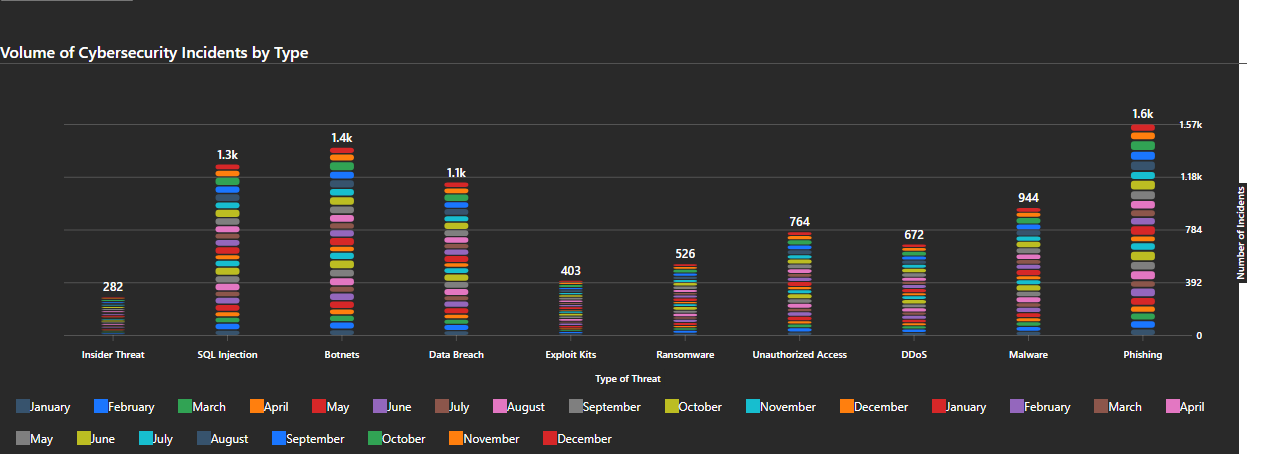 Volume of Cybersecurity Incidents by Type
1.6k
1.57k
1.4k
1.3k
1.1k
1.18k
944
764
784
672
526
403
282
392
0
Number of Incidents
Insider Threat SQL Injection Botnets Data Breach Exploit Kits Ransomware Unauthorized Access DDoS Malware Phishing
Type of Threat
January February March April May June July August September October November December January February March April
May June July August September October November December